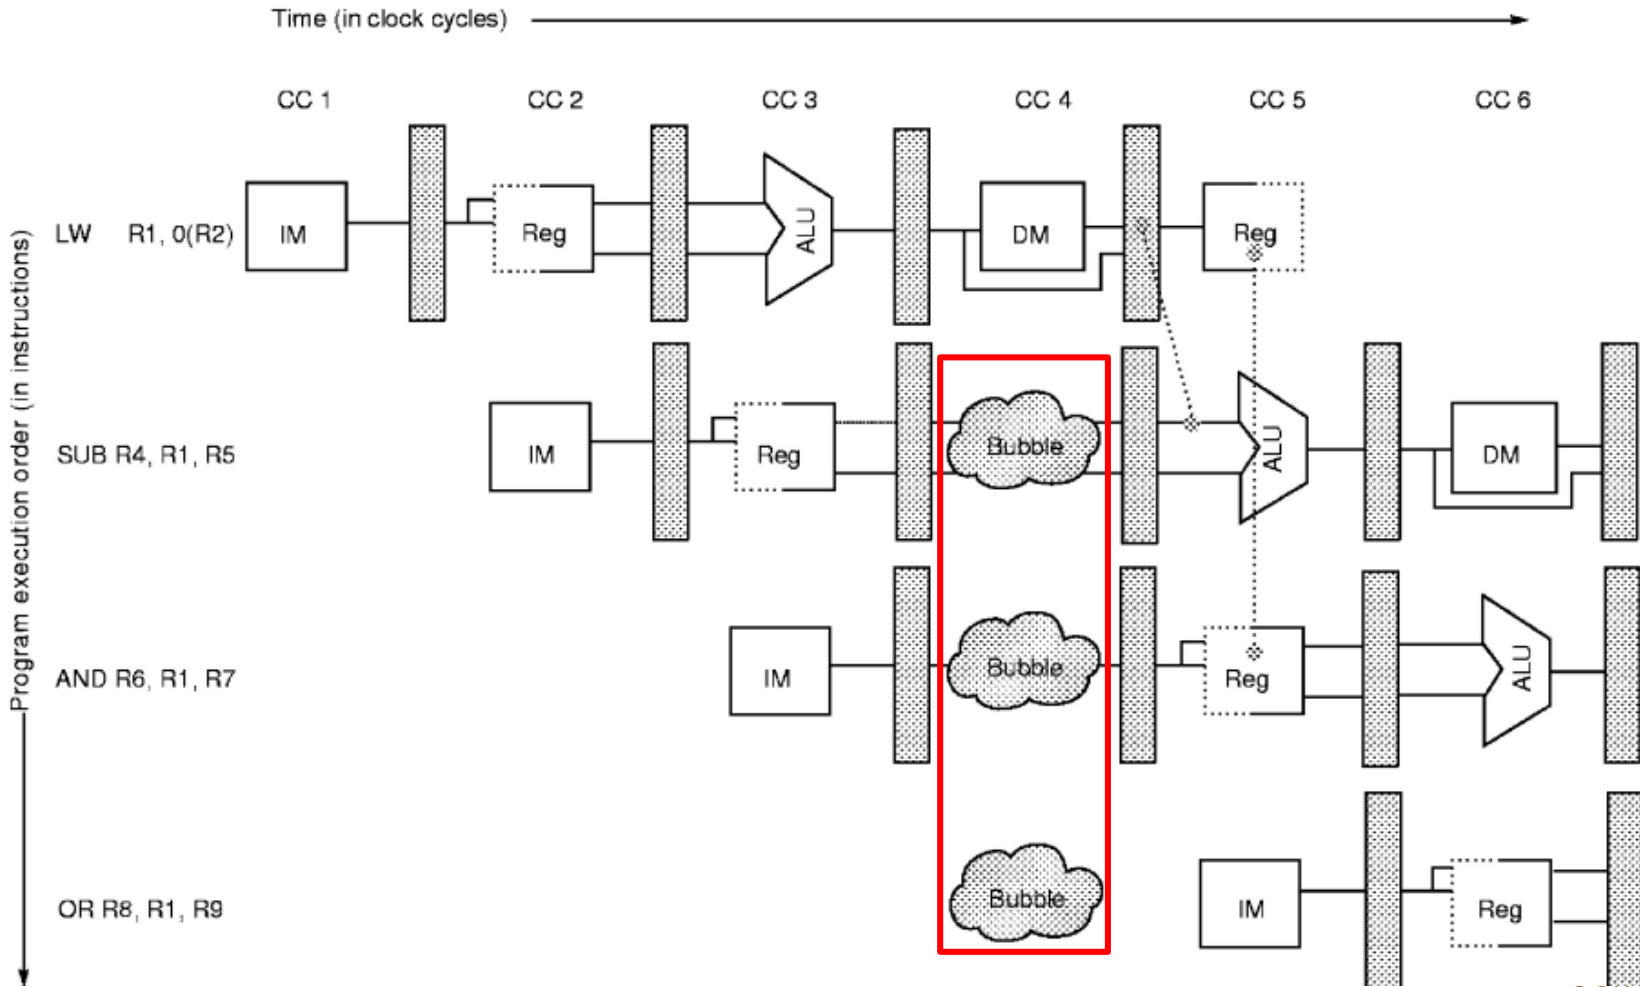 Time (in clock cycles)
CC 1 CC 2 CC 3 CC 4 CC 5 CC 6
Program execution order (in instructions)
LW R1, 0(R2) IM Reg ALU DM Reg
SUB R4, R1, R5 IM Reg Bubble ALU DM
AND R6, R1, R7 IM Bubble Reg ALU
OR R8, R1, R9 Bubble IM Reg